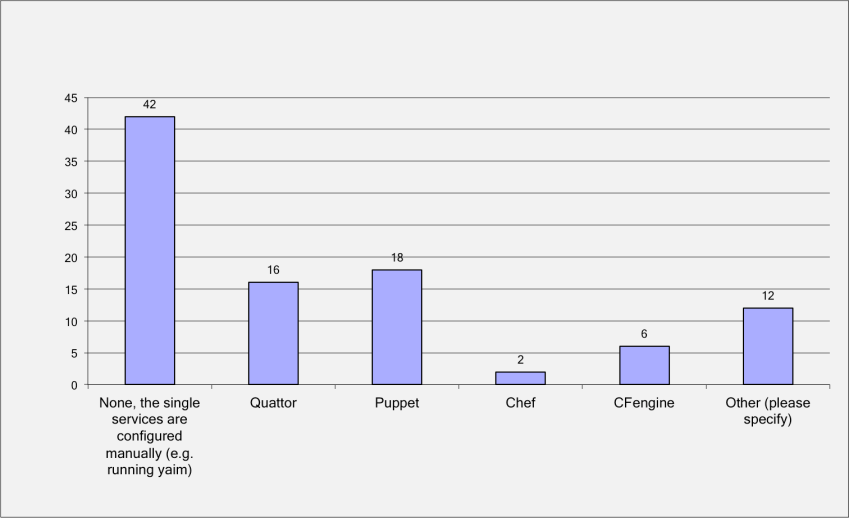 45
42
40
35
30
25
20
18
16
15
12
10
6
5
2
0
None, the single
services are
configured
manually (e.g.
running yaim)
Quattor
Puppet
Chef
CFengine
Other (please
specify)